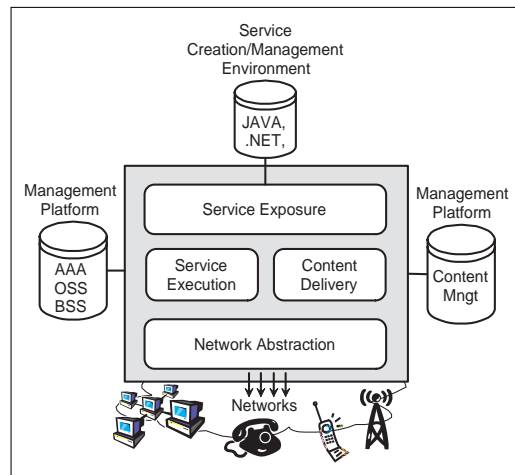 Service
Creation/Management
Environment
JAVA,
.NET,
Management
Platform
AAA
OSS
BSS
Service Exposure
Service
Execution
Content
Delivery
Network Abstraction
Management
Platform
Content
Mngt
Networks